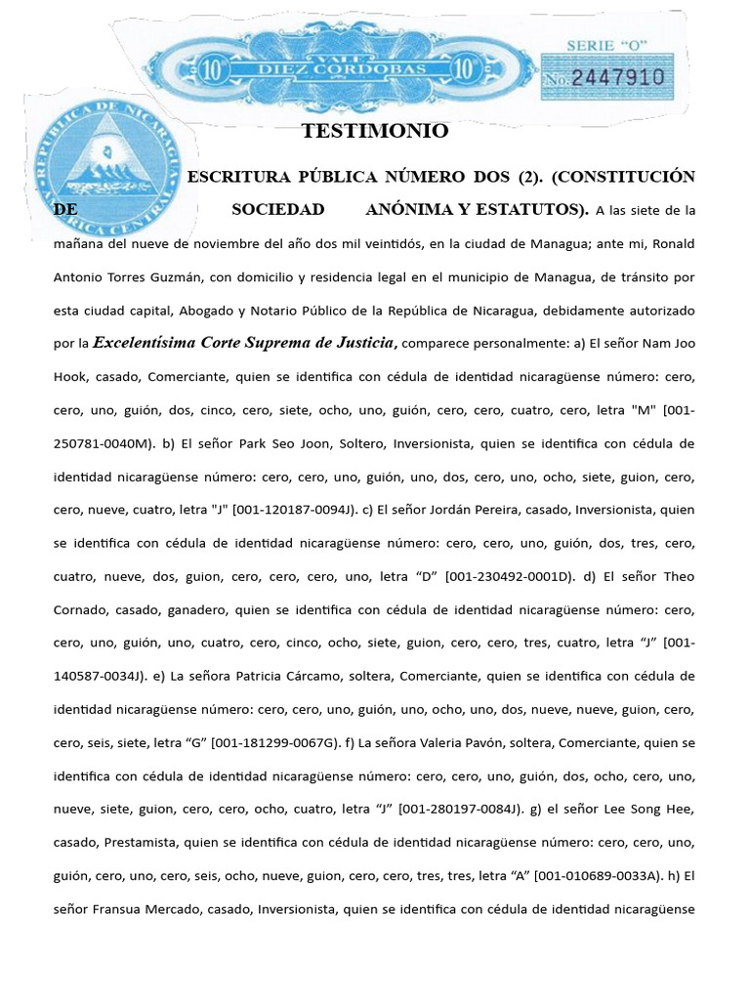 SERIE "O"
VALE
10 DIEZ CORDOBAS 10
No. 2447910
REPUBLICA DE NICARAGUA
AMERICA CENTRAL
TESTIMONIO
ESCRITURA PÚBLICA NÚMERO DOS (2). (CONSTITUCIÓN
DE SOCIEDAD ANÓNIMA Y ESTATUTOS). A las siete de la
mañana del nueve de noviembre del año dos mil veintidós, en la ciudad de Managua; ante mi, Ronald
Antonio Torres Guzmán, con domicilio y residencia legal en el municipio de Managua, de tránsito por
esta ciudad capital, Abogado y Notario Público de la República de Nicaragua, debidamente autorizado
por la Excelentísima Corte Suprema de Justicia, comparece personalmente: a) El señor Nam Joo
Hook, casado, Comerciante, quien se identifica con cédula de identidad nicaragüense número: cero,
cero, uno, guión, dos, cinco, cero, siete, ocho, uno, guión, cero, cero, cuatro, cero, letra "M" [001-
250781-0040M). b) El señor Park Seo Joon, Soltero, Inversionista, quien se identifica con cédula de
identidad nicaragüense número: cero, cero, uno, guión, uno, dos, cero, uno, ocho, siete, guion, cero,
cero, nueve, cuatro, letra "J" [001-120187-0094J). c) El señor Jordán Pereira, casado, Inversionista, quien
se identifica con cédula de identidad nicaragüense número: cero, cero, uno, guión, dos, tres, cero,
cuatro, nueve, dos, guion, cero, cero, cero, uno, letra “D” [001-230492-0001D). d) El señor Theo
Cornado, casado, ganadero, quien se identifica con cédula de identidad nicaragüense número: cero,
cero, uno, guión, uno, cuatro, cero, cinco, ocho, siete, guion, cero, cero, tres, cuatro, letra “J” [001-
140587-0034J). e) La señora Patricia Cárcamo, soltera, Comerciante, quien se identifica con cédula de
identidad nicaragüense número: cero, cero, uno, guión, uno, ocho, uno, dos, nueve, nueve, guion, cero,
cero, seis, siete, letra “G” [001-181299-0067G). f) La señora Valeria Pavón, soltera, Comerciante, quien se
identifica con cédula de identidad nicaragüense número: cero, cero, uno, guión, dos, ocho, cero, uno,
nueve, siete, guion, cero, cero, ocho, cuatro, letra “J” [001-280197-0084J). g) el señor Lee Song Hee,
casado, Prestamista, quien se identifica con cédula de identidad nicaragüense número: cero, cero, uno,
guión, cero, uno, cero, seis, ocho, nueve, guion, cero, cero, tres, tres, letra “A” [001-010689-0033A). h) El
señor Fransua Mercado, casado, Inversionista, quien se identifica con cédula de identidad nicaragüense